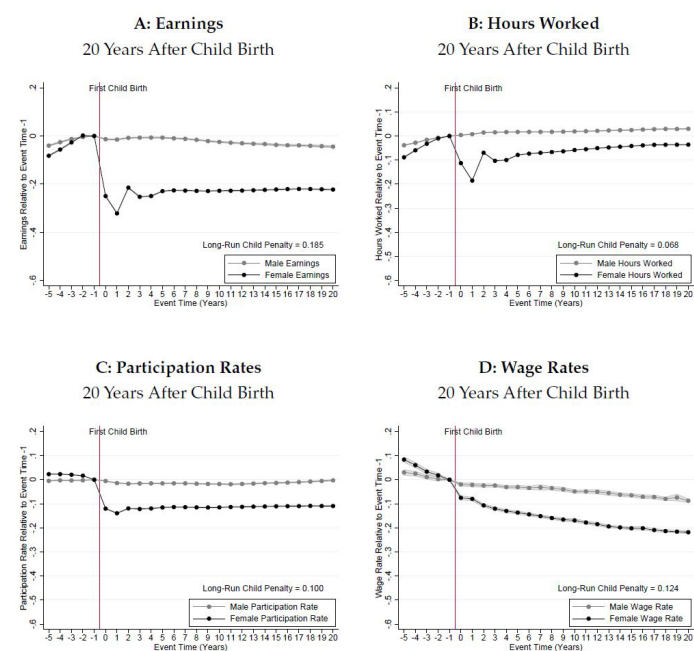 A: Earnings
20 Years After Child Birth
First Child Birth
Earnings Relative to Event Time -1
.2
0
-.2
-.4
-.6
Long-Run Child Penalty = 0.185
Male Earnings
Female Earnings
-5 -4 -3 -2 -1 0 1 2 3 4 5 6 7 8 9 10 11 12 13 14 15 16 17 18 19 20
Event Time (Years)
B: Hours Worked
20 Years After Child Birth
First Child Birth
Hours Worked Relative to Event Time -1
.2
.1
0
-.1
-.2
-.3
-.4
-.5
-.6
Long-Run Child Penalty = 0.068
Male Hours Worked
Female Hours Worked
-5 -4 -3 -2 -1 0 1 2 3 4 5 6 7 8 9 10 11 12 13 14 15 16 17 18 19 20
Event Time (Years)
C: Participation Rates
20 Years After Child Birth
First Child Birth
Participation Rate Relative to Event Time -1
.2
.1
0
-.1
-.2
-.3
-.4
-.5
-.6
Long-Run Child Penalty = 0.100
Male Participation Rate
Female Participation Rate
-5 -4 -3 -2 -1 0 1 2 3 4 5 6 7 8 9 10 11 12 13 14 15 16 17 18 19 20
Event Time (Years)
D: Wage Rates
20 Years After Child Birth
First Child Birth
Wage Rate Relative to Event Time -1
.2
.1
0
-.1
-.2
-.3
-.4
-.5
-.6
Long-Run Child Penalty = 0.124
Male Wage Rate
Female Wage Rate
-5 -4 -3 -2 -1 0 1 2 3 4 5 6 7 8 9 10 11 12 13 14 15 16 17 18 19 20
Event Time (Years)